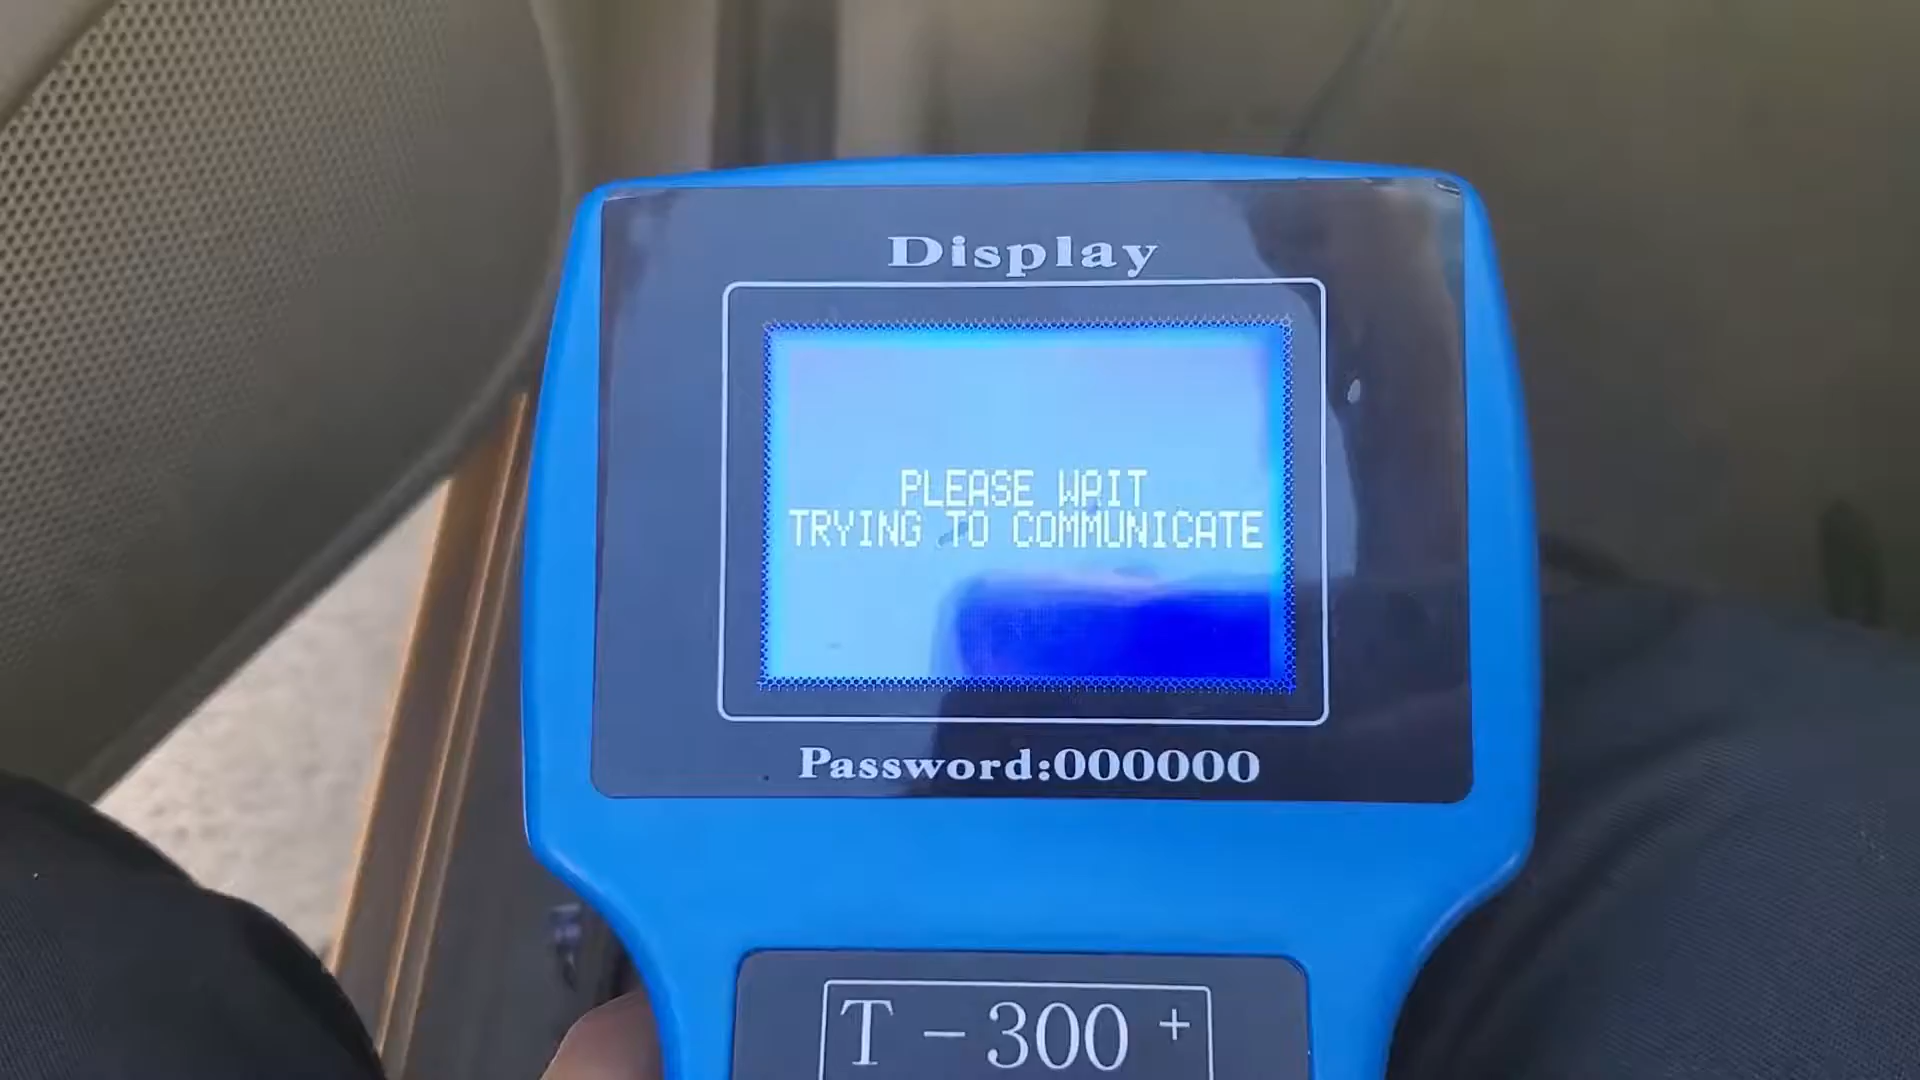 Display
PLEASE WAIT
TRYING TO COMMUNICATE
Password:000000
T-300+